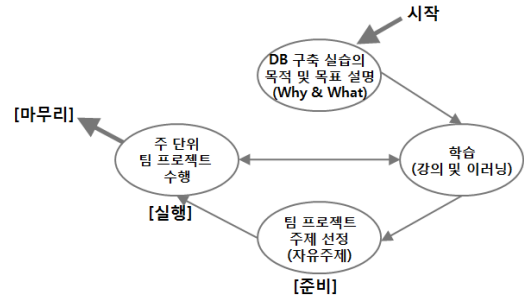 시작
DB 구축 실습의
목적 및 목표 설명
(Why & What)
[마무리]
주 단위
팀 프로젝트
수행
[실행]
학습
(강의 및 이러닝)
팀 프로젝트
주제 선정
(자유주제)
[준비]